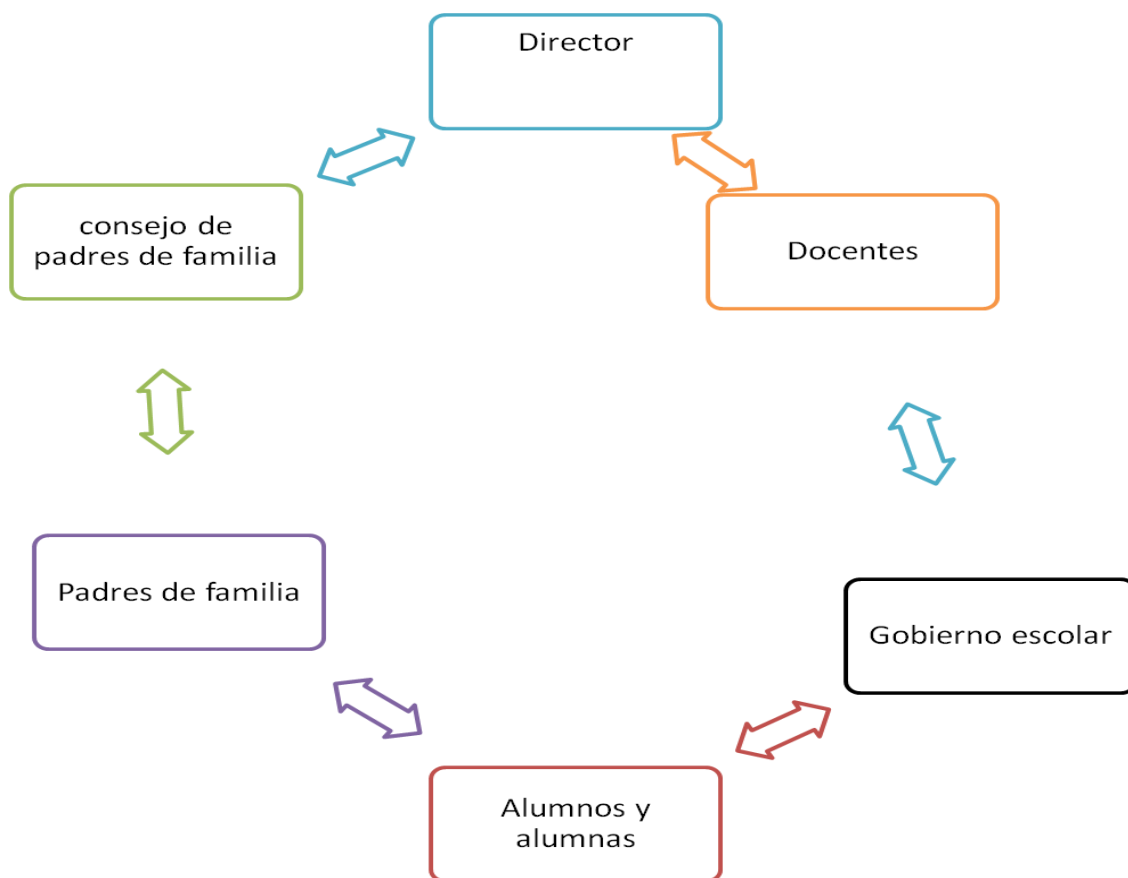 Director
consejo de
padres de familia
Docentes
Padres de familia
Gobierno escolar
Alumnos y
alumnas